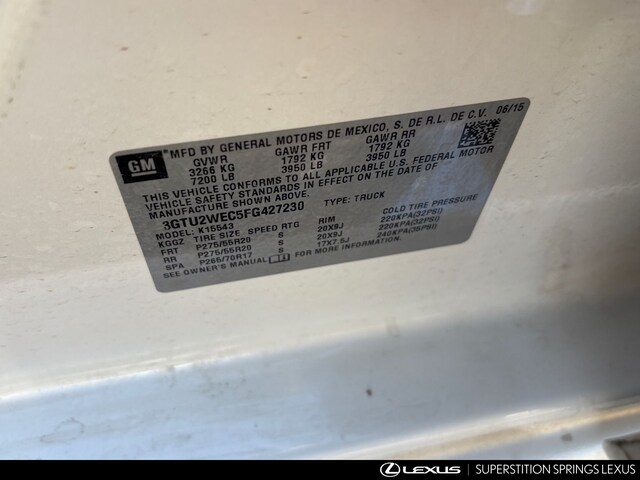 GM
*MFD BY GENERAL MOTORS DE MEXICO, S. DE R.L. DE C.V. 06/15
GVWR GAWR FRT GAWR RR
3266 KG 1792 KG 1792 KG
7200 LB 3950 LB 3950 LB
THIS VEHICLE CONFORMS TO ALL APPLICABLE U.S. FEDERAL MOTOR
VEHICLE SAFETY STANDARDS IN EFFECT ON THE DATE OF
MANUFACTURE SHOWN ABOVE.
3GTU2WEC5FG427230 TYPE: TRUCK
MODEL: K15543
KGGZ TIRE SIZE SPEED RTG RIM COLD TIRE PRESSURE
FRT P275/55R20 S 20X9J 220KPA(32PSI)
RR P275/55R20 S 20X9J 220KPA(32PSI)
SPA P265/70R17 S 17X7.5J 240KPA(35PSI)
SEE OWNER'S MANUAL FOR MORE INFORMATION.
LEXUS | SUPERSTITION SPRINGS LEXUS